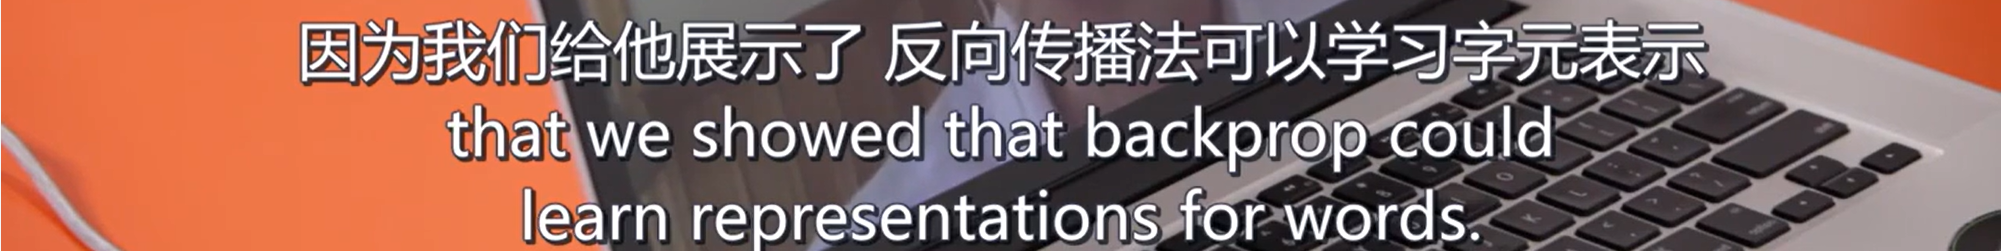 因为我们给他展示了 反向传播法可以学习字元表示
that we showed that backprop could
learn representations for words.